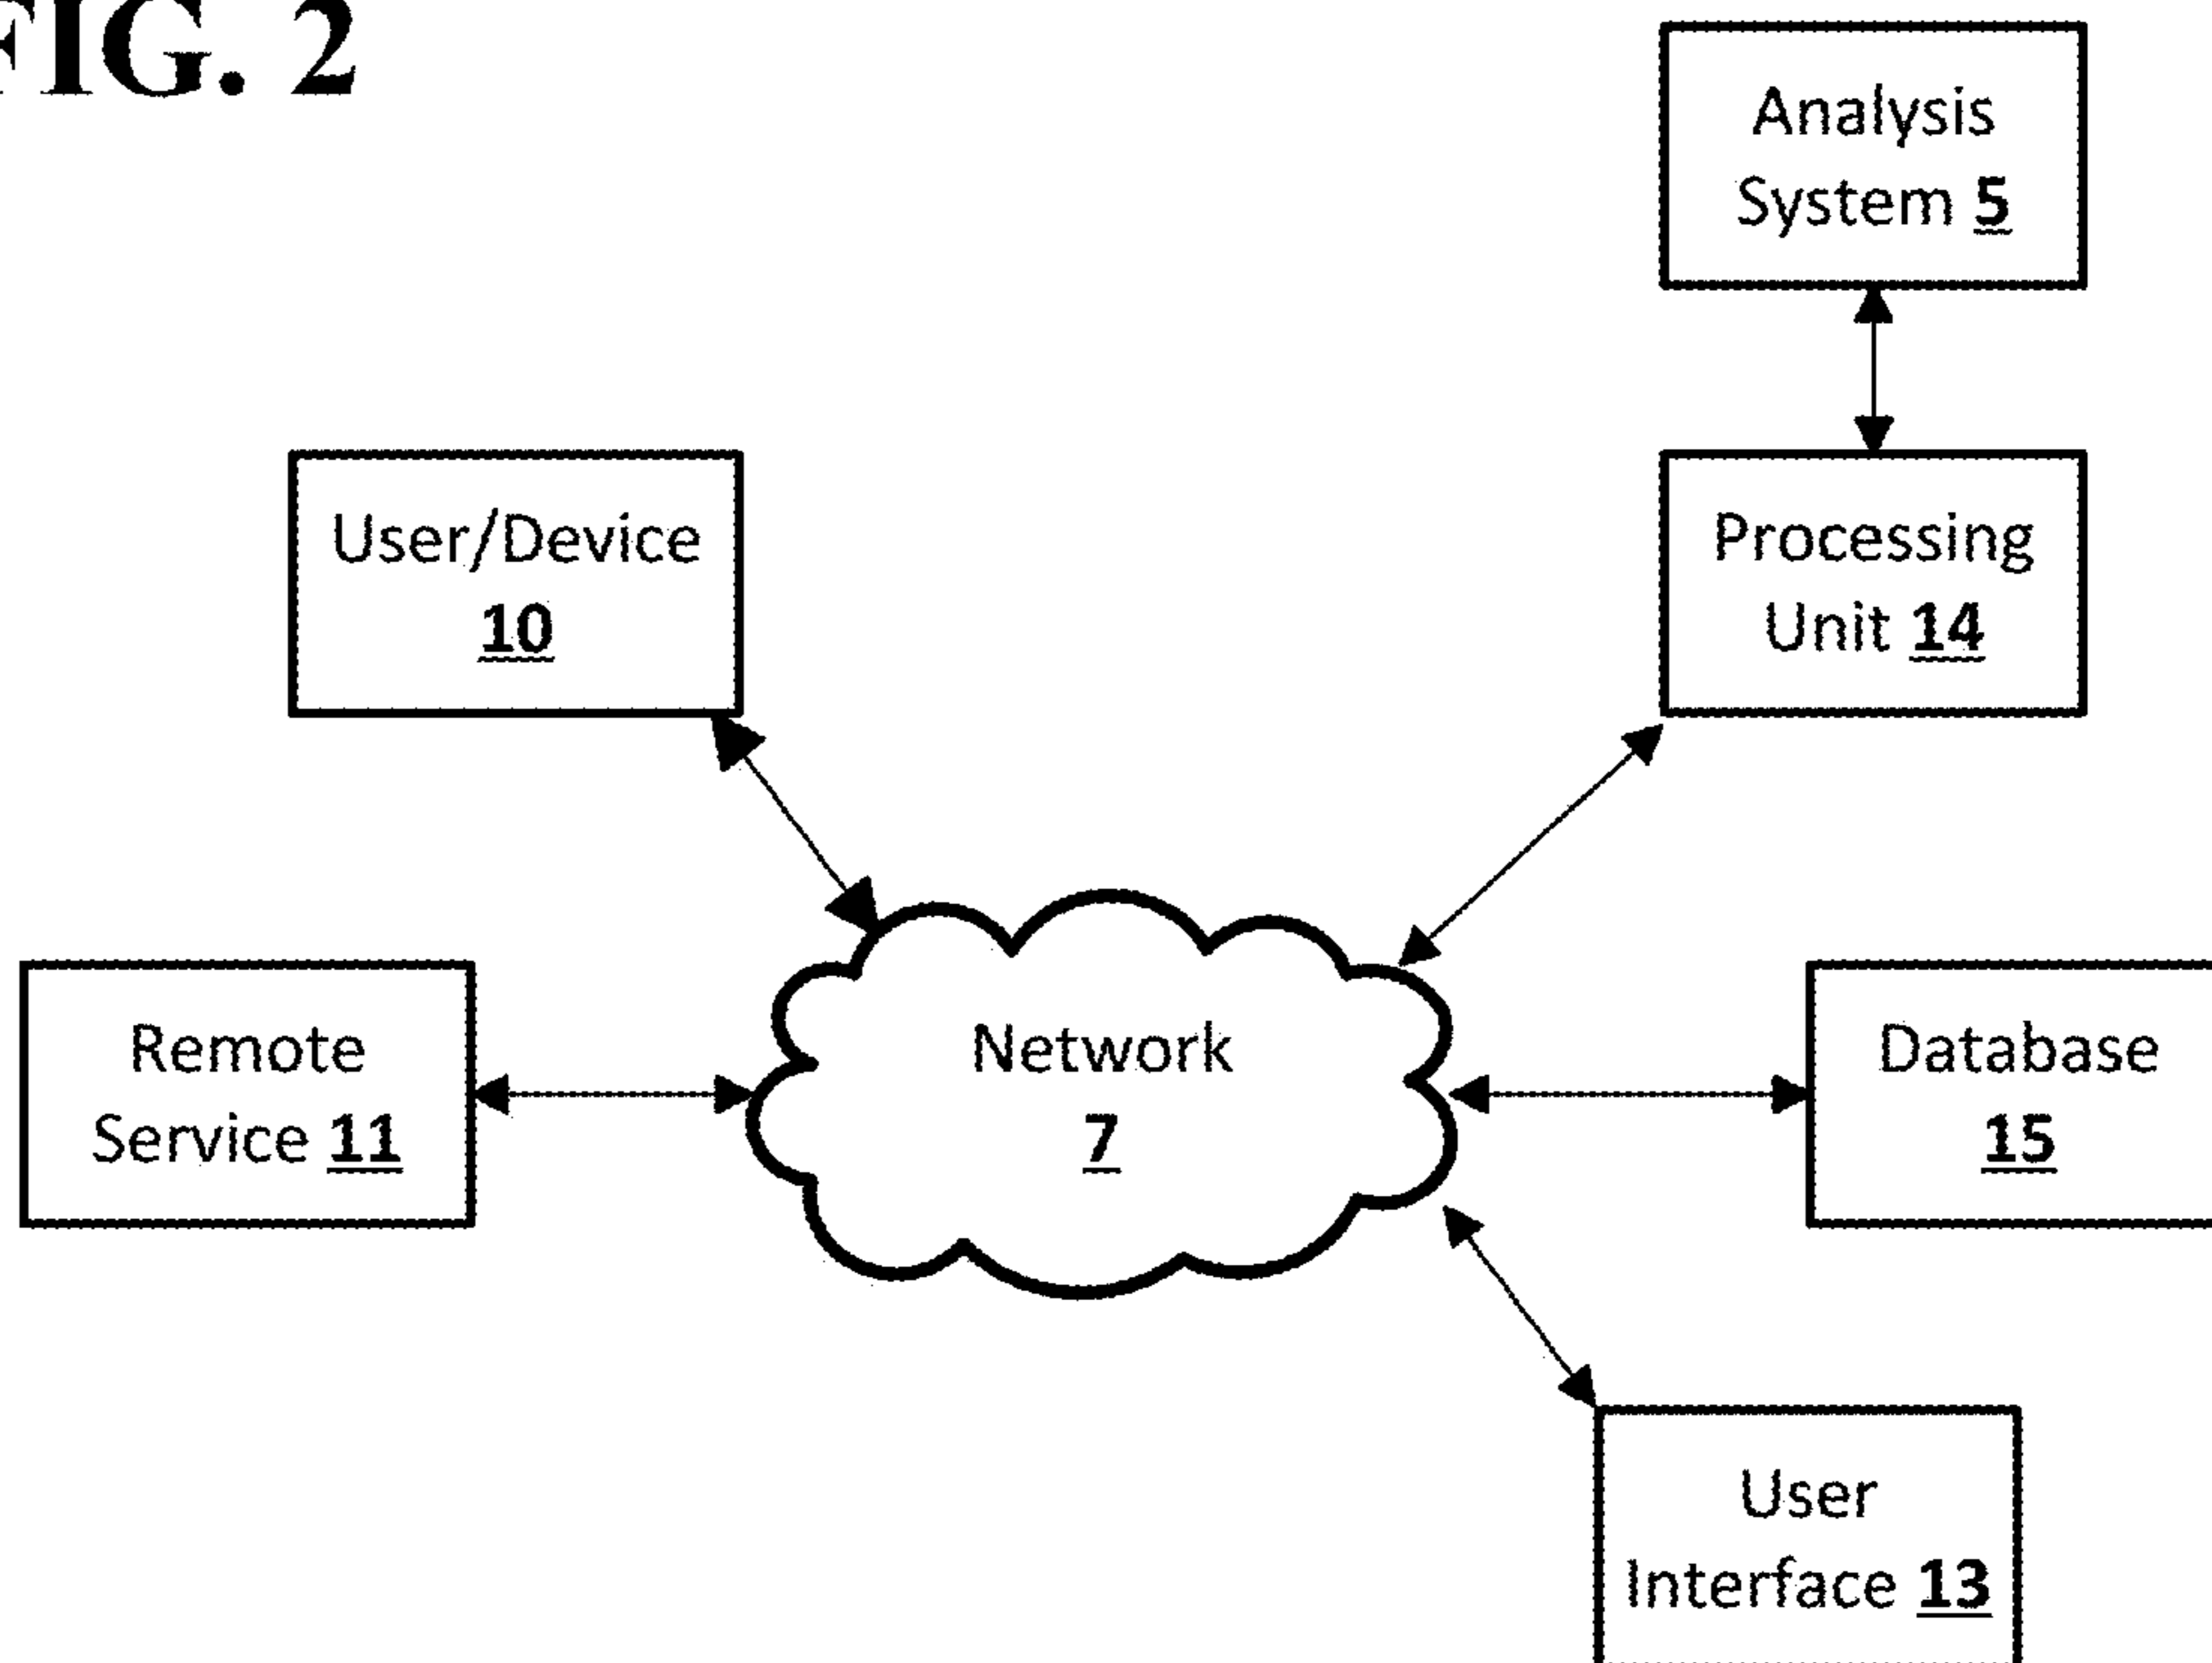 FIG. 2
Analysis
System 5
User/Device
10
Processing
Unit 14
Remote
Service 11
Network
7
Database
15
User
Interface 13